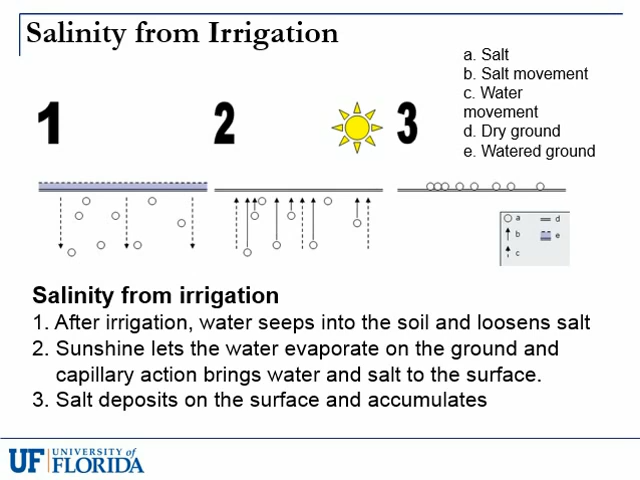 Salinity from Irrigation
a. Salt
b. Salt movement
c. Water
movement
d. Dry ground
e. Watered ground
1
2
3
a
b
c
d
e
Salinity from irrigation
1. After irrigation, water seeps into the soil and loosens salt
2. Sunshine lets the water evaporate on the ground and
capillary action brings water and salt to the surface.
3. Salt deposits on the surface and accumulates
UF UNIVERSITY of
FLORIDA